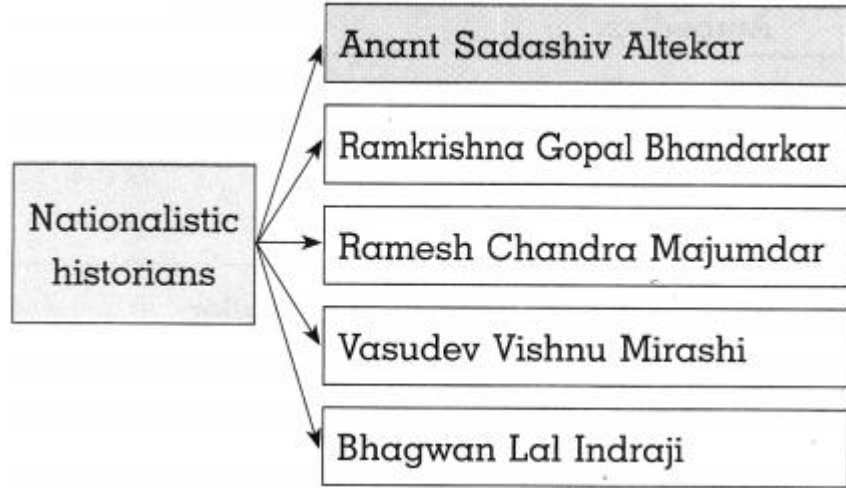 Anant Sadashiv Altekar
Ramkrishna Gopal Bhandarkar
Nationalistic
historians
Ramesh Chandra Majumdar
Vasudev Vishnu Mirashi
Bhagwan Lal Indraji